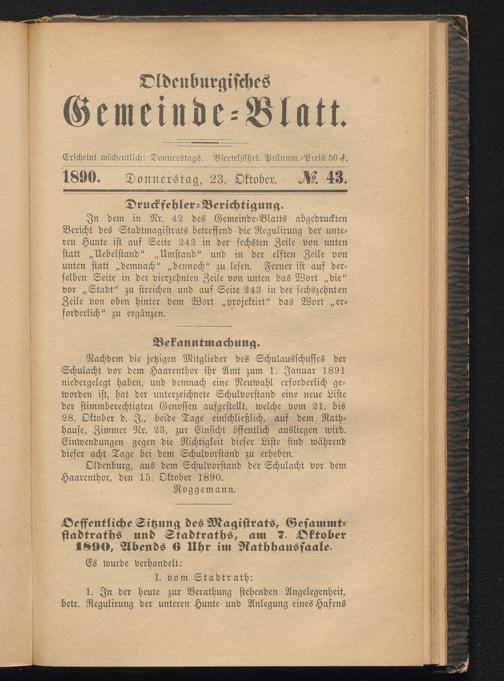 Oldenburgisches
Gemeinde=Blatt.
Erscheint wöchentlich: Donnerstags. Vierteljährl. Pränum.=Preis 50 ₰.
1890. Donnerstag, 23. Oktober. № 43.
Druckfehler=Berichtigung.
In dem in Nr. 42 des Gemeinde=Blatts abgedruckten
Bericht des Stadtmagistrats betreffend die Regulirung der unte=
ren Hunte ist auf Seite 242 in der sechsten Zeile von unten
statt „Uebelstand“ „Umstand“ und in der elften Zeile von
unten statt „demnach“ „dennoch“ zu lesen. Ferner ist auf der=
selben Seite in der vierzehnten Zeile von unten das Wort „die“
vor „Stadt“ zu streichen und auf Seite 243 in der sechszehnten
Zeile von oben hinter dem Wort „projektirt“ das Wort „er=
forderlich“ zu ergänzen.
Bekanntmachung.
Nachdem die jetzigen Mitglieder des Schulausschusses der
Schulacht vor dem Haarenthor ihr Amt zum 1. Januar 1891
niedergelegt haben, und demnach eine Neuwahl erforderlich ge=
worden ist, hat der unterzeichnete Schulvorstand eine neue Liste
der stimmberechtigten Genossen aufgestellt, welche vom 21. bis
28. Oktober d. J., beide Tage einschließlich, auf dem Rath=
hause, Zimmer Nr. 23, zur Einsicht öffentlich ausliegen wird.
Einwendungen gegen die Richtigkeit dieser Liste sind während
dieser acht Tage bei dem Schulvorstand zu erheben.
Oldenburg, aus dem Schulvorstand der Schulacht vor dem
Haarenthor, den 15. Oktober 1890.
Roggemann.
Oeffentliche Sitzung des Magistrats, Gesammt=
stadtraths und Stadtraths, am 7. Oktober
1890, Abends 6 Uhr im Rathhaussaale.
Es wurde verhandelt:
I. vom Stadtrath:
1. In der heute zur Berathung stehenden Angelegenheit,
betr. Regulirung der unteren Hunte und Anlegung eines Hafens